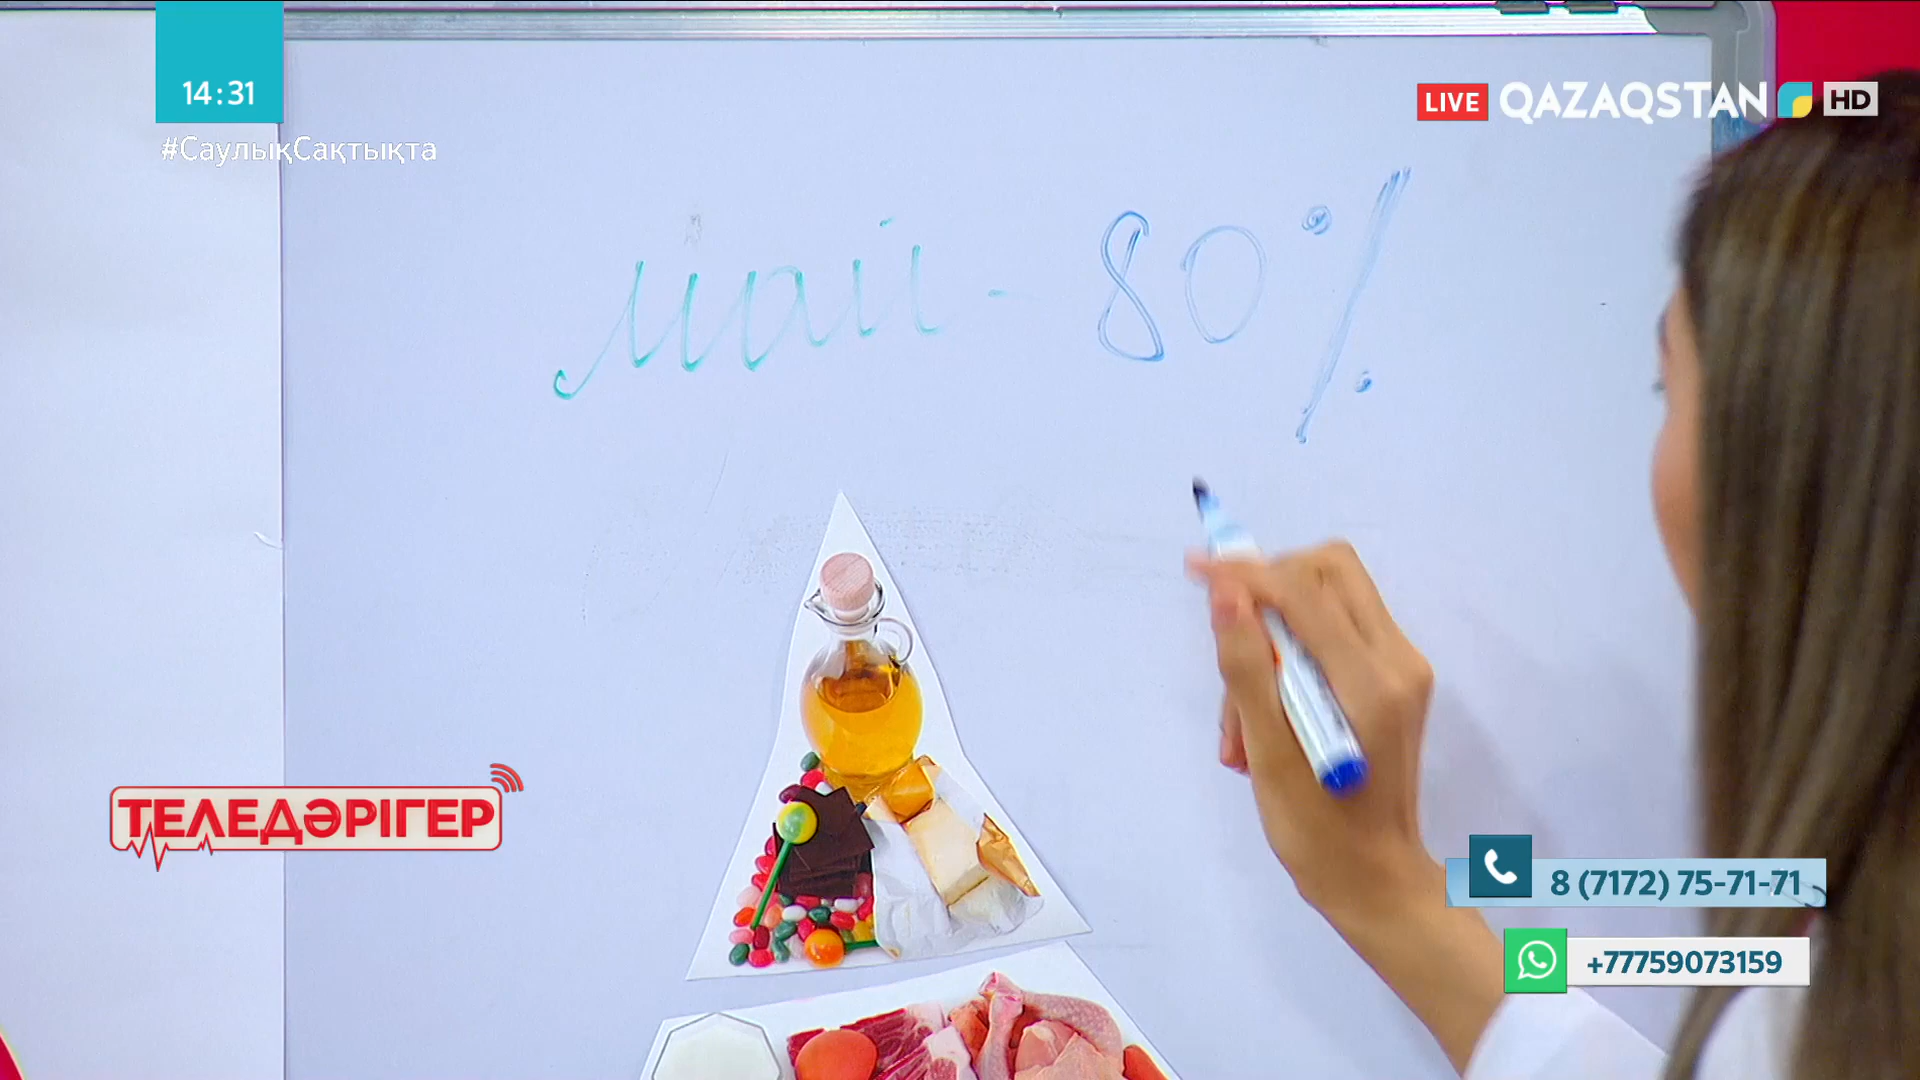 14:31
#СаулықСақтықта
LIVE QAZAQSTAN HD
май - 80%
ТЕЛЕДӘРІГЕР
8 (7172) 75-71-71
+77759073159